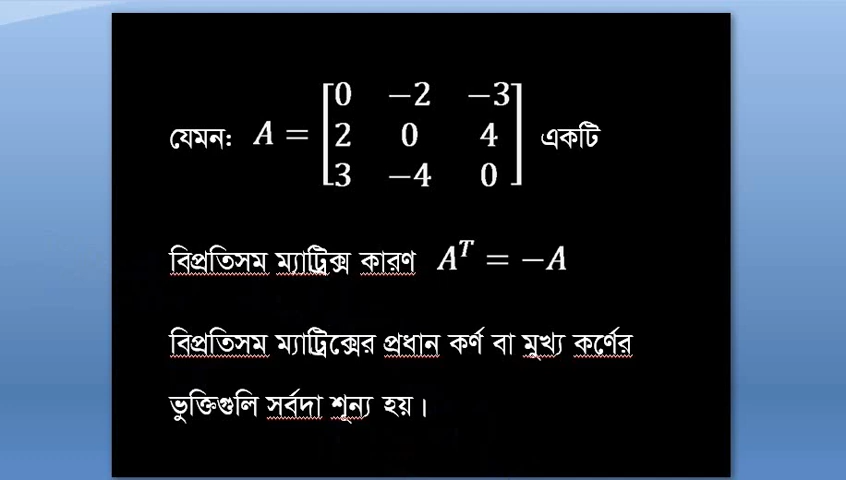 যেমনঃ A = [0 −2 −3; 2 0 4; 3 −4 0] একটি
বিপ্রতিসম ম্যাট্রিক্স কারণ A^T = −A
বিপ্রতিসম ম্যাট্রিক্সের প্রধান কর্ণ বা মুখ্য কর্ণের
ভুক্তিগুলি সর্বদা শূন্য হয়।